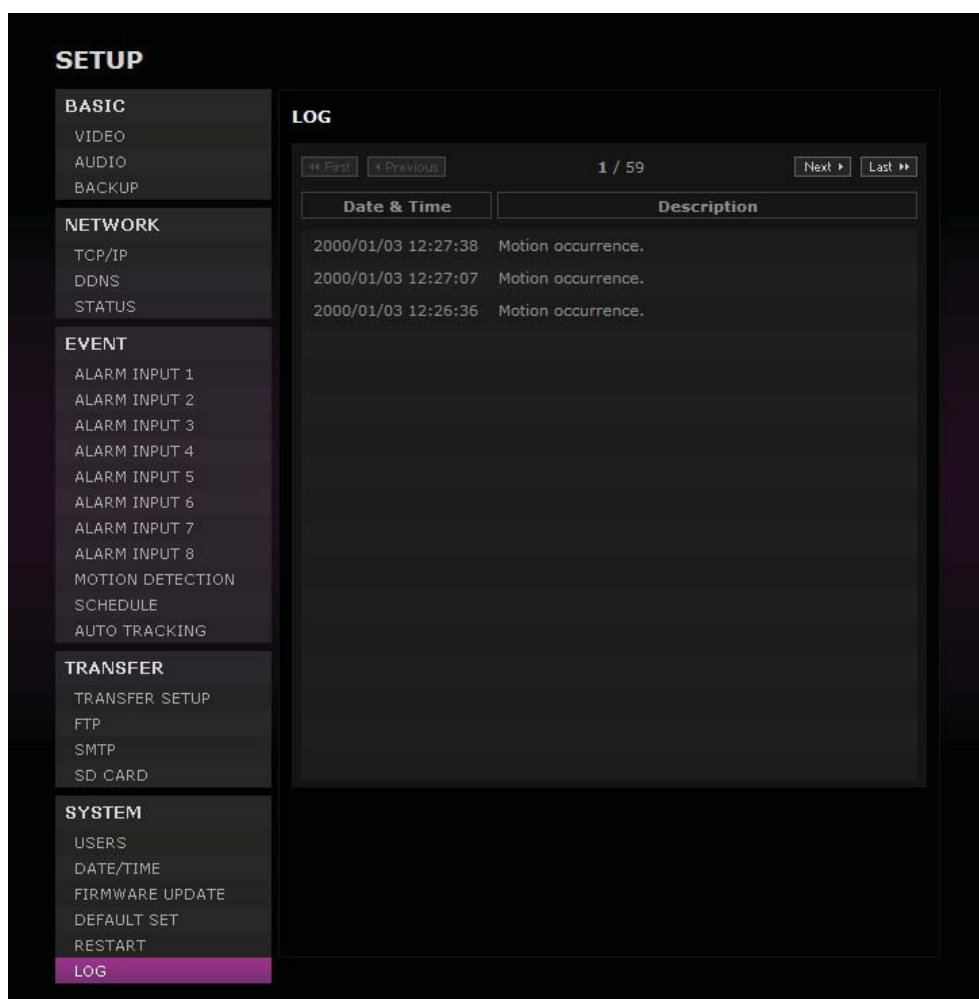 SETUP
BASIC
VIDEO
AUDIO
BACKUP
NETWORK
TCP/IP
DDNS
STATUS
EVENT
ALARM INPUT 1
ALARM INPUT 2
ALARM INPUT 3
ALARM INPUT 4
ALARM INPUT 5
ALARM INPUT 6
ALARM INPUT 7
ALARM INPUT 8
MOTION DETECTION
SCHEDULE
AUTO TRACKING
TRANSFER
TRANSFER SETUP
FTP
SMTP
SD CARD
SYSTEM
USERS
DATE/TIME
FIRMWARE UPDATE
DEFAULT SET
RESTART
LOG
LOG
First Previous 1 / 59 Next Last
Date & Time Description
2000/01/03 12:27:38 Motion occurrence.
2000/01/03 12:27:07 Motion occurrence.
2000/01/03 12:26:36 Motion occurrence.